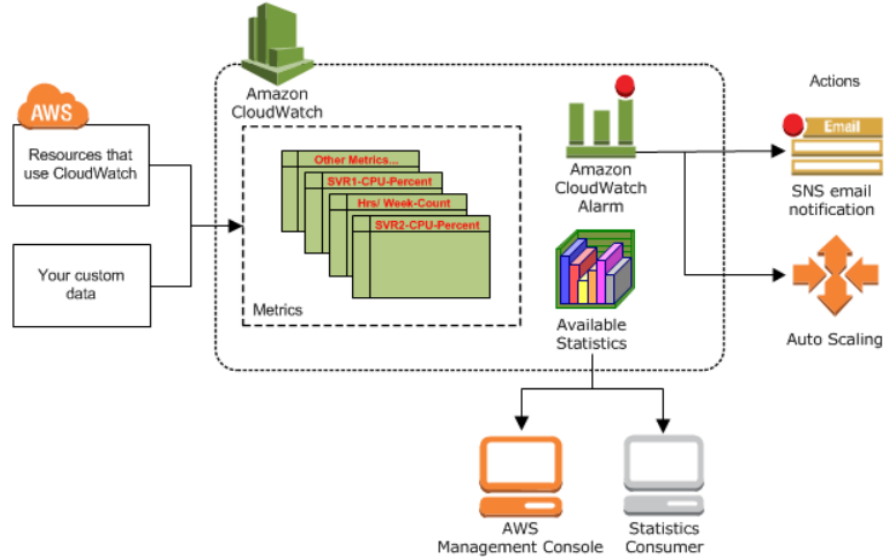 Amazon
CloudWatch
AWS
Resources that
use CloudWatch
Your custom
data
Other Metrics...
SVR1-CPU-Percent
Hrs/ Week-Count
SVR2-CPU-Percent
Metrics
Amazon
CloudWatch
Alarm
Available
Statistics
Actions
Email
SNS email
notification
Auto Scaling
AWS
Management Console
Statistics
Consumer